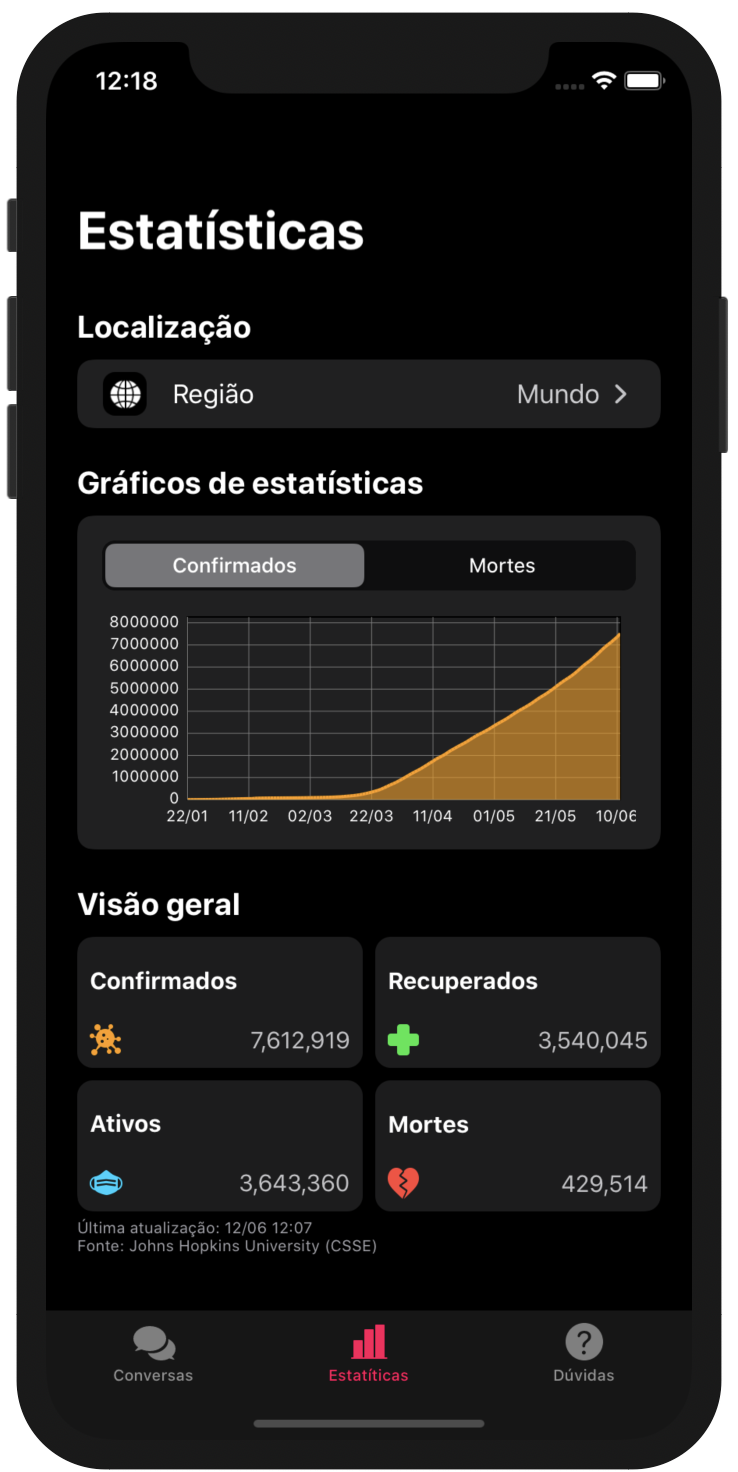 12:18
Estatísticas
Localização
Região Mundo
Gráficos de estatísticas
Confirmados Mortes
8000000
7000000
6000000
5000000
4000000
3000000
2000000
1000000
0
22/01 11/02 02/03 22/03 11/04 01/05 21/05 10/06
Visão geral
Confirmados
7,612,919
Recuperados
3,540,045
Ativos
3,643,360
Mortes
429,514
Última atualização: 12/06 12:07
Fonte: Johns Hopkins University (CSSE)
Conversas Estatíticas Dúvidas